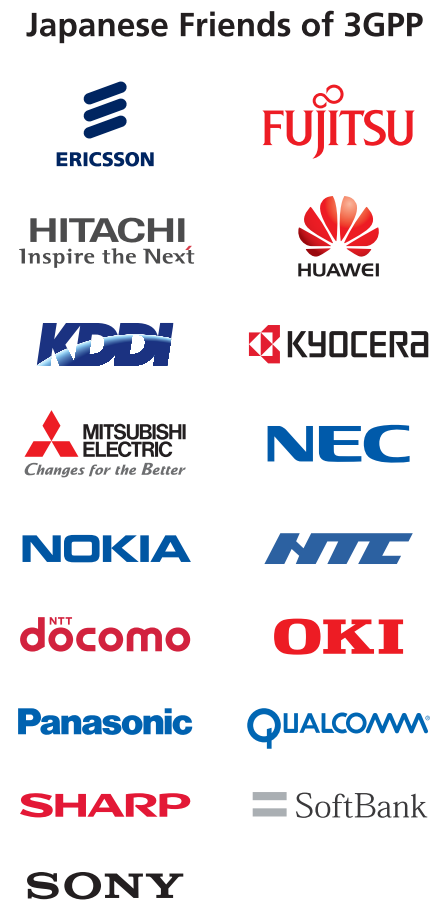 Japanese Friends of 3GPP
ERICSSON
FUJITSU
HITACHI
Inspire the Next
HUAWEI
KDDI
KYOCERA
MITSUBISHI
ELECTRIC
Changes for the Better
NEC
NOKIA
NTC
NTT
docomo
OKI
Panasonic
QUALCOMM®
SHARP
SoftBank
SONY